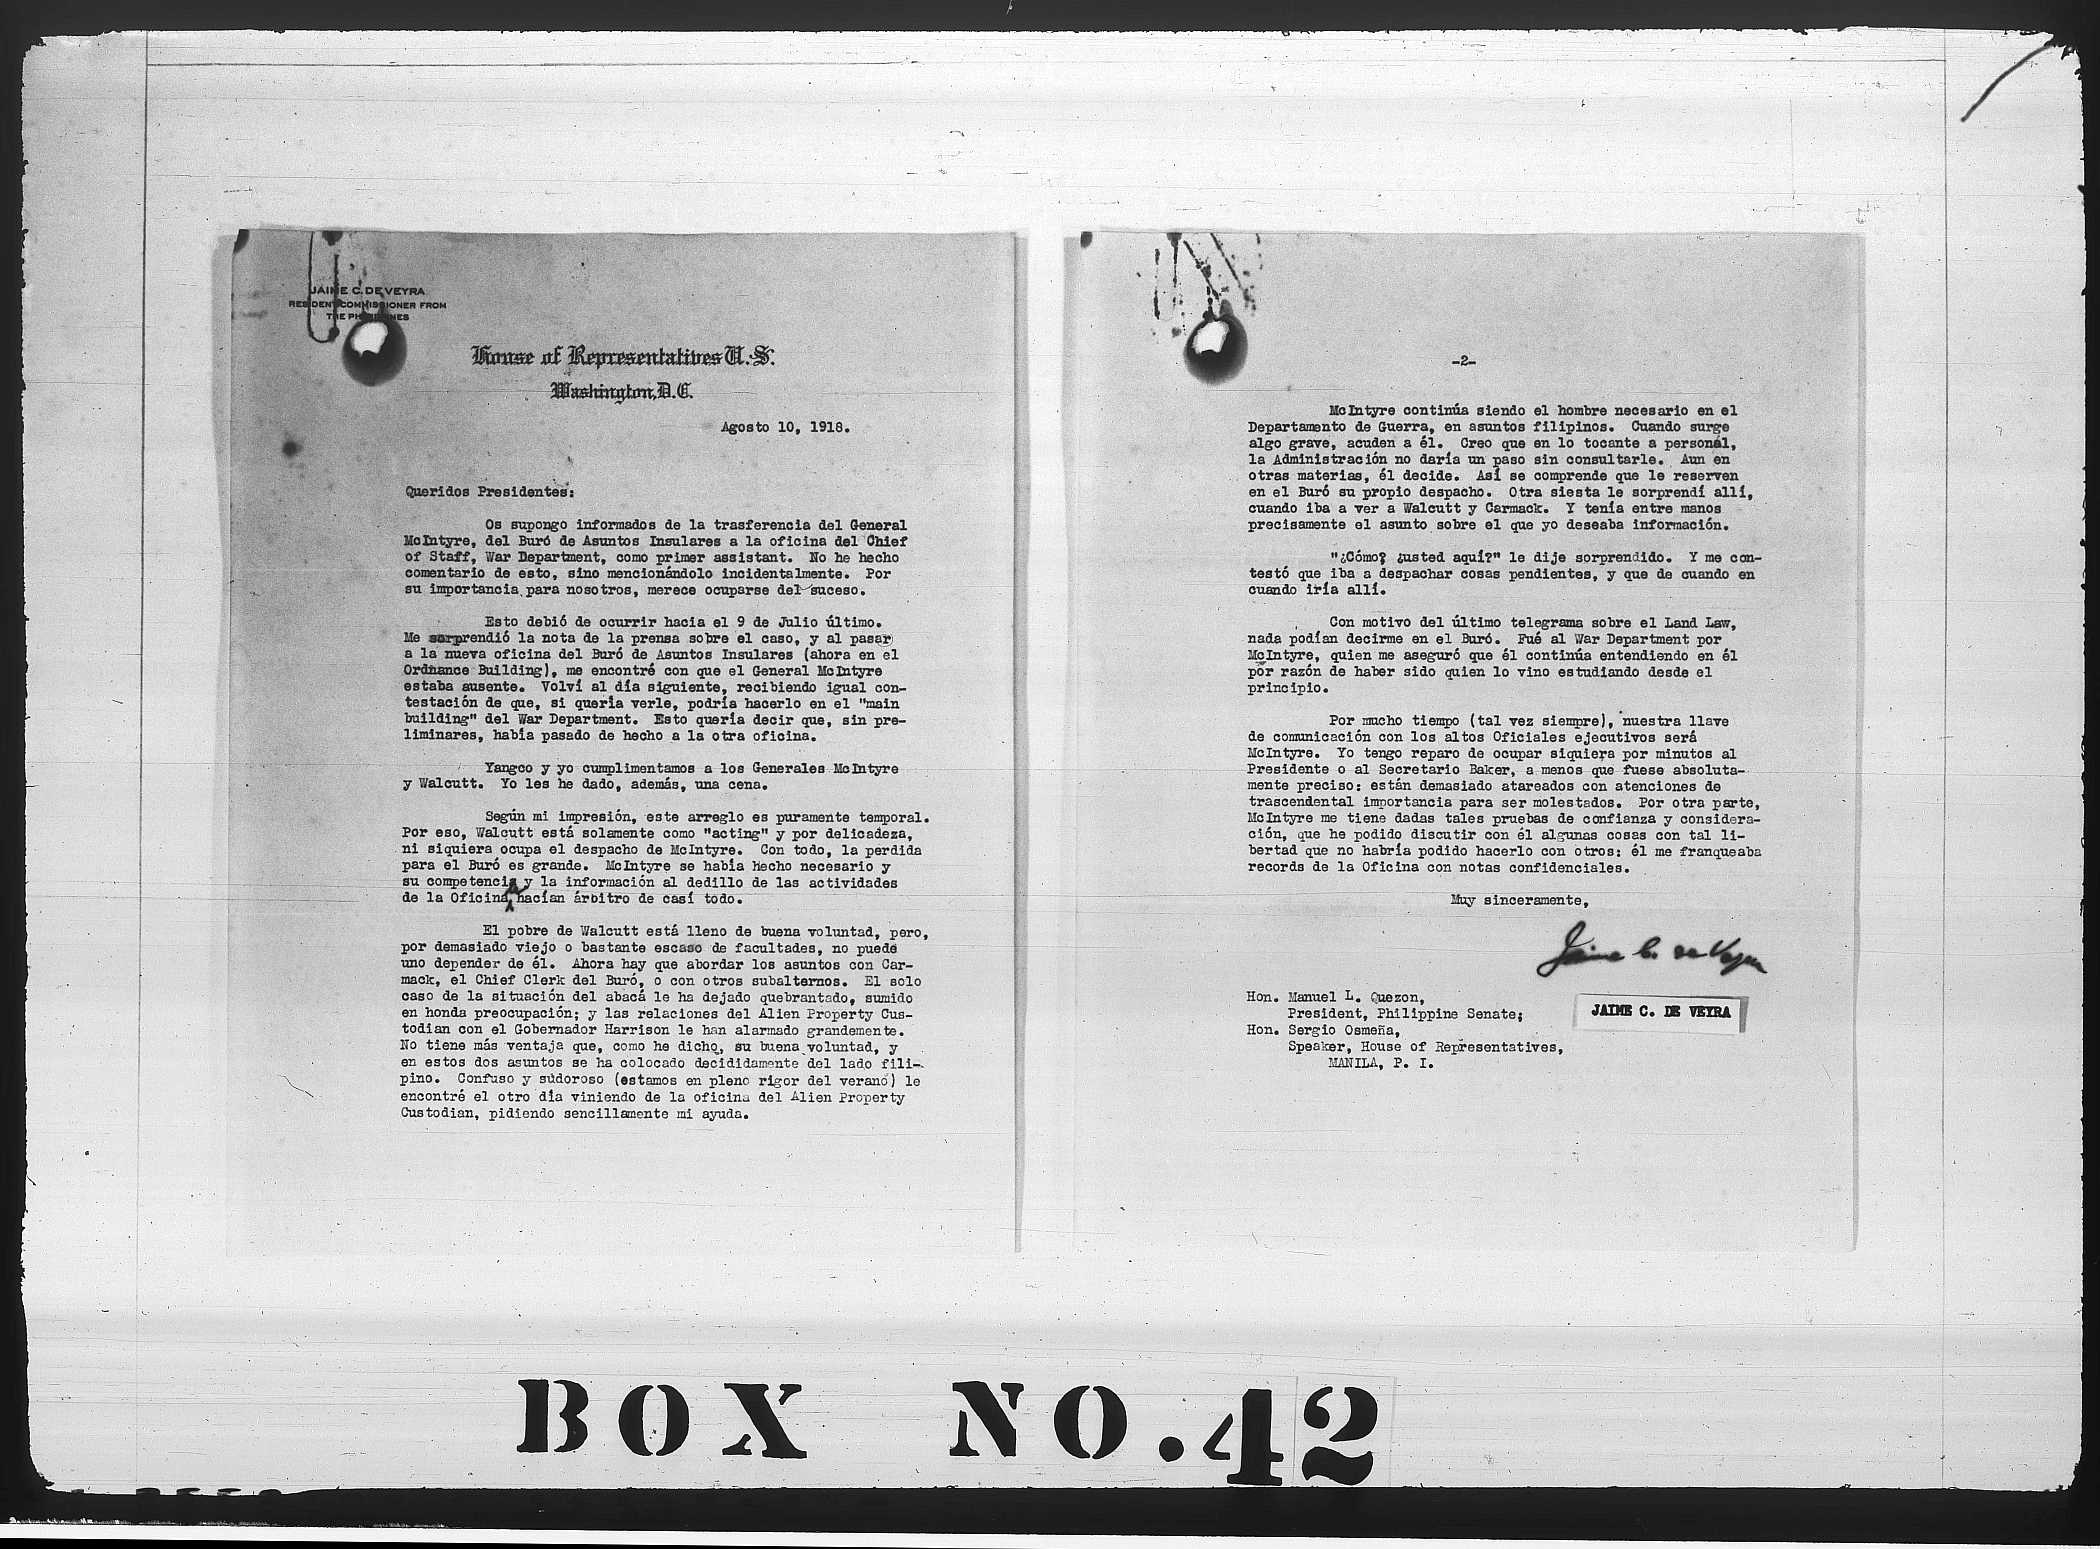 JAIME C. DE VEYRA
RESIDENT COMMISSIONER FROM
THE PHILIPPINES
House of Representatives U.S.
Washington, D.C.
Agosto 10, 1918.
Queridos Presidentes:
Os supongo informados de la trasferencia del General
McIntyre, del Buró de Asuntos Insulares a la oficina del Chief
of Staff, War Department, como primer assistant. No he hecho
comentario de esto, sino mencionándolo incidentalmente. Por
su importancia para nosotros, merece ocuparse del suceso.
Esto debió de ocurrir hacia el 9 de Julio último.
Me sorprendió la nota de la prensa sobre el caso, y al pasar
a la nueva oficina del Buró de Asuntos Insulares (ahora en el
Ordnance Building), me encontré con que el General McIntyre
estaba ausente. Volví al día siguiente, recibiendo igual con-
testación de que, si quería verle, podría hacerlo en el "main
building" del War Department. Esto quería decir que, sin pre-
liminares, había pasado de hecho a la otra oficina.
Yangco y yo cumplimentamos a los Generales McIntyre
y Walcutt. Yo les he dado, además, una cena.
Según mi impresión, este arreglo es puramente temporal.
Por eso, Walcutt está solamente como "acting" y por delicadeza,
ni siquiera ocupa el despacho de McIntyre. Con todo, la perdida
para el Buró es grande. McIntyre se había hecho necesario y
su competencia y la información al dedillo de las actividades
de la Oficina hacían árbitro de casí todo.
El pobre de Walcutt está lleno de buena voluntad, pero,
por demasiado viejo o bastante escaso de facultades, no puede
uno depender de él. Ahora hay que abordar los asuntos con Car-
mack, el Chief Clerk del Buró, o con otros subalternos. El solo
caso de la situación del abacá le ha dejado quebrantado, sumido
en honda preocupación; y las relaciones del Alien Property Cus-
todian con el Gobernador Harrison le han alarmado grandemente.
No tiene más ventaja que, como he dicho, su buena voluntad, y
en estos dos asuntos se ha colocado decididamente del lado fili-
pino. Confuso y sudoroso (estamos en pleno rigor del verano) le
encontré el otro día viniendo de la oficina del Alien Property
Custodian, pidiendo sencillamente mi ayuda.
-2-
McIntyre continúa siendo el hombre necesario en el
Departamento de Guerra, en asuntos filipinos. Cuando surge
algo grave, acuden a él. Creo que en lo tocante a personal,
la Administración no daría un paso sin consultarle. Aun en
otras materias, él decide. Así se comprende que le reserven
en el Buró su propio despacho. Otra siesta le sorprendí allí,
cuando iba a ver a Walcutt y Carmack. Y tenía entre manos
precisamente el asunto sobre el que yo deseaba información.
"¿Cómo? ¿usted aquí?" le dije sorprendido. Y me con-
testó que iba a despachar cosas pendientes, y que de cuando en
cuando iría allí.
Con motivo del último telegrama sobre el Land Law,
nada podían decirme en el Buró. Fué al War Department por
McIntyre, quien me aseguró que él continúa entendiendo en él
por razón de haber sido quien lo vino estudiando desde el
principio.
Por mucho tiempo (tal vez siempre), nuestra llave
de comunicación con los altos Oficiales ejecutivos será
McIntyre. Yo tengo reparo de ocupar siquiera por minutos al
Presidente o al Secretario Baker, a menos que fuese absoluta-
mente preciso: están demasiado atareados con atenciones de
trascendental importancia para ser molestados. Por otra parte,
McIntyre me tiene dadas tales pruebas de confianza y considera-
ción, que he podido discutir con él algunas cosas con tal li-
bertad que no habría podido hacerlo con otros: él me franqueaba
records de la Oficina con notas confidenciales.
Muy sinceramente,
Jaime C. de Veyra
JAIME C. DE VEYRA
Hon. Manuel L. Quezon,
President, Philippine Senate;
Hon. Sergio Osmeña,
Speaker, House of Representatives,
MANILA, P. I.
BOX NO. 42